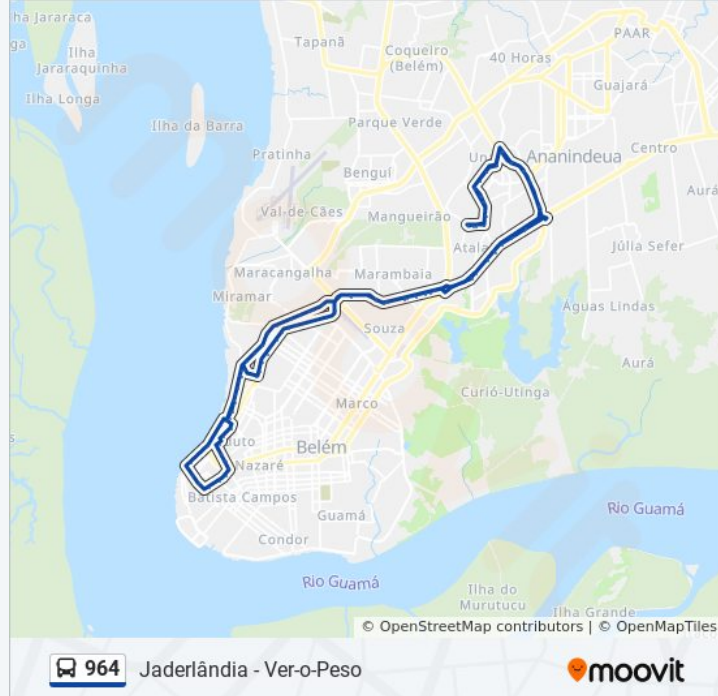 ha Jararaca
PAAR
Ilha
Jararaquinha
Tapanã
Coqueiro
(Belém)
40 Horas
Guajará
Ilha Longa
Ilha da Barra
Parque Verde
Centro
Pratinha
Un
Ananindeua
Benguí
Aurá
Val-de-Cães
Mangueirão
Atala
Júlia Sefer
Maracangalha
Marambaia
Miramar
Águas Lindas
Souza
Aurá
Curió-Utinga
Marco
uto
Belém
Nazaré
Batista Campos
Guamá
Rio Guamá
Condor
Rio Guamá
Ilha do
Murutucu
Ilha Grande
© OpenStreetMap contributors | © OpenMapTiles
964 Jaderlândia - Ver-o-Peso
moovit